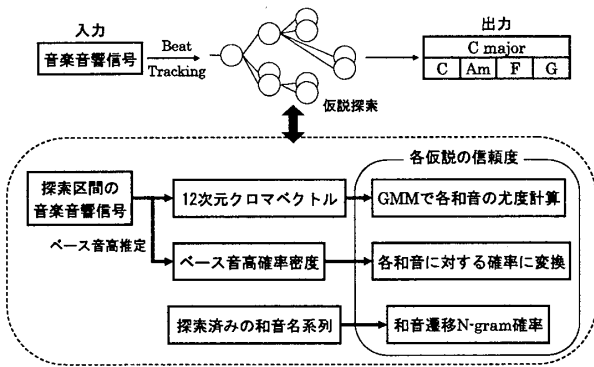 入力
音楽音響信号
Beat
Tracking
仮説探索
出力
C major
C Am F G
各仮説の信頼度
探索区間の
音楽音響信号
12次元クロマベクトル
GMMで各和音の尤度計算
ベース音高推定
ベース音高確率密度
各和音に対する確率に変換
探索済みの和音名系列
和音遷移N-gram確率